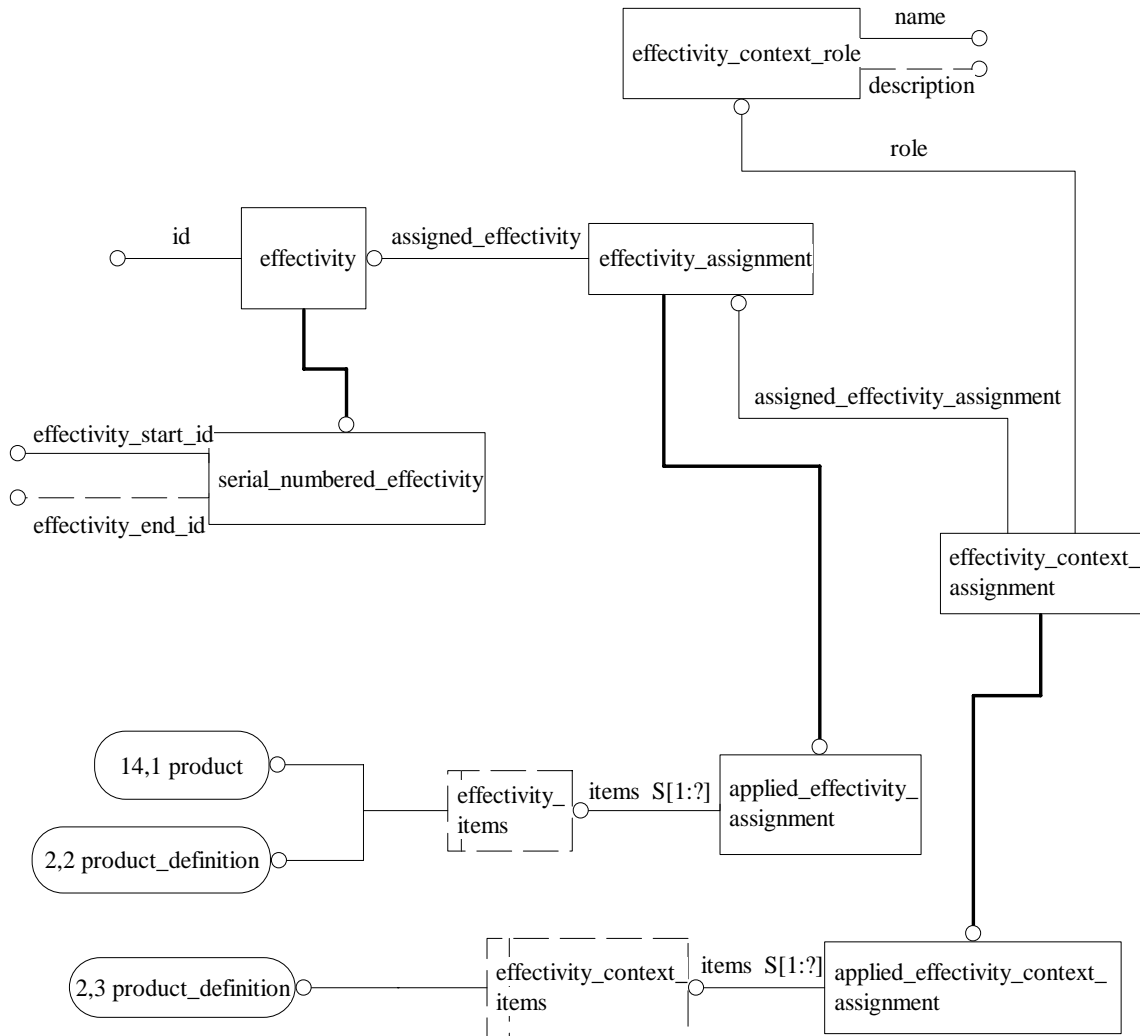 name
effectivity_context_role
description
role
id
assigned_effectivity
effectivity
effectivity_assignment
assigned_effectivity_assignment
effectivity_start_id
serial_numbered_effectivity
effectivity_end_id
effectivity_context_
assignment
14,1 product
effectivity_
items
items S[1:?]
applied_effectivity_
assignment
2,2 product_definition
2,3 product_definition
effectivity_context_
items
items S[1:?]
applied_effectivity_context_
assignment